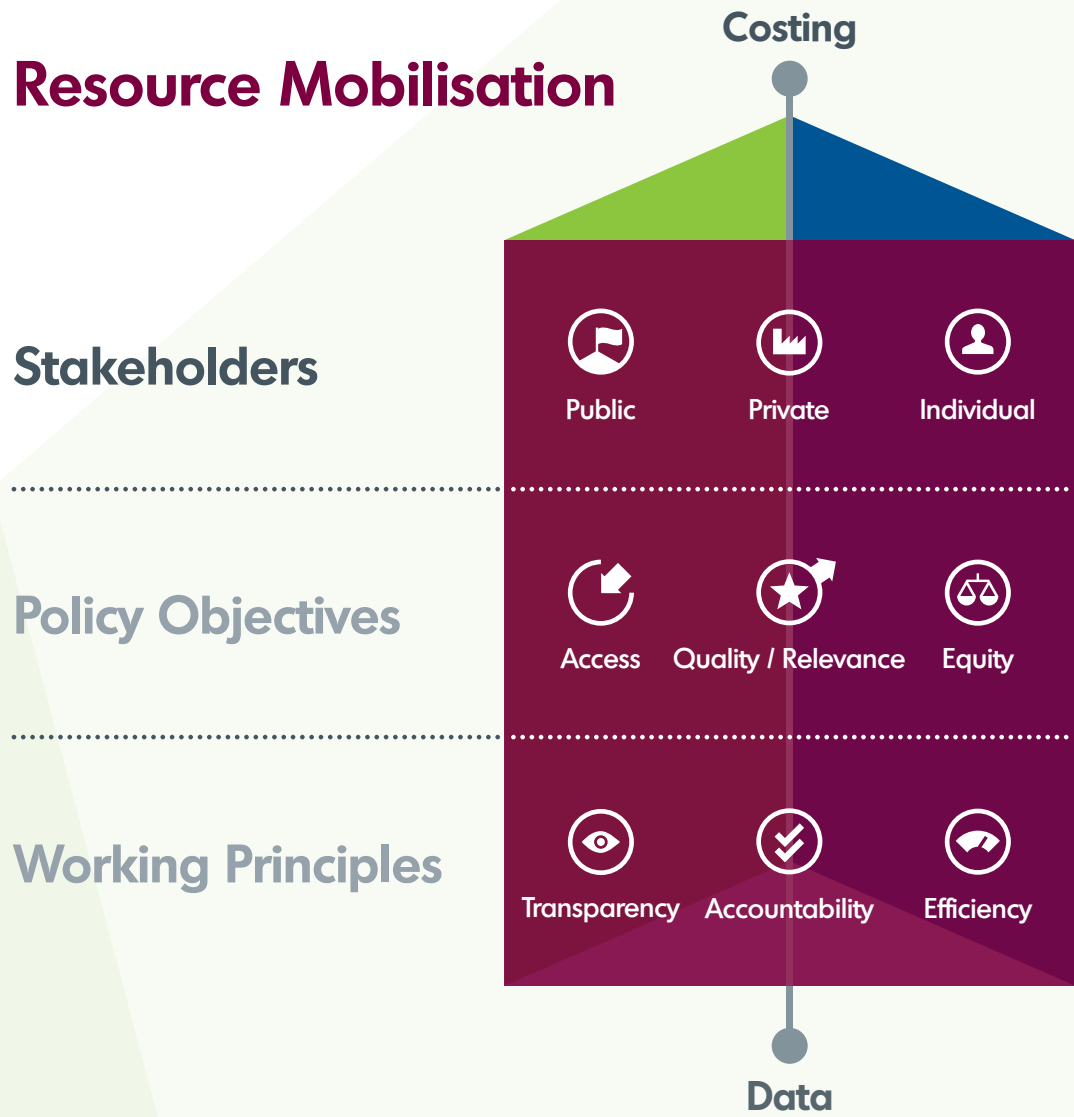 Costing
Resource Mobilisation
Stakeholders
Public
Private
Individual
Policy Objectives
Access
Quality / Relevance
Equity
Working Principles
Transparency
Accountability
Efficiency
Data